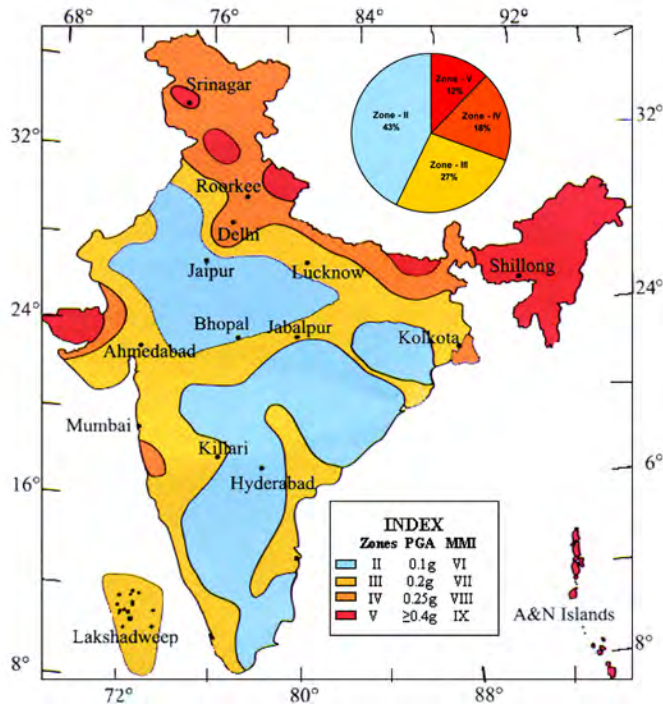 68° 76° 84° 92°
Srinagar
Zone - V
12%
Zone - II
43%
Zone - IV
18%
Zone - III
27%
32° 32°
Roorkee
Delhi
Jaipur
Lucknow
Shillong
24° 24°
Bhopal
Jabalpur
Kolkota
Ahmedabad
Mumbai
Killari
6°
Hyderabad
16°
INDEX
Zones PGA MMI
II 0.1g VI
III 0.2g VII
IV 0.25g VIII
V ≥0.4g IX
A&N Islands
Lakshadweep
8° 8°
72° 80° 88°